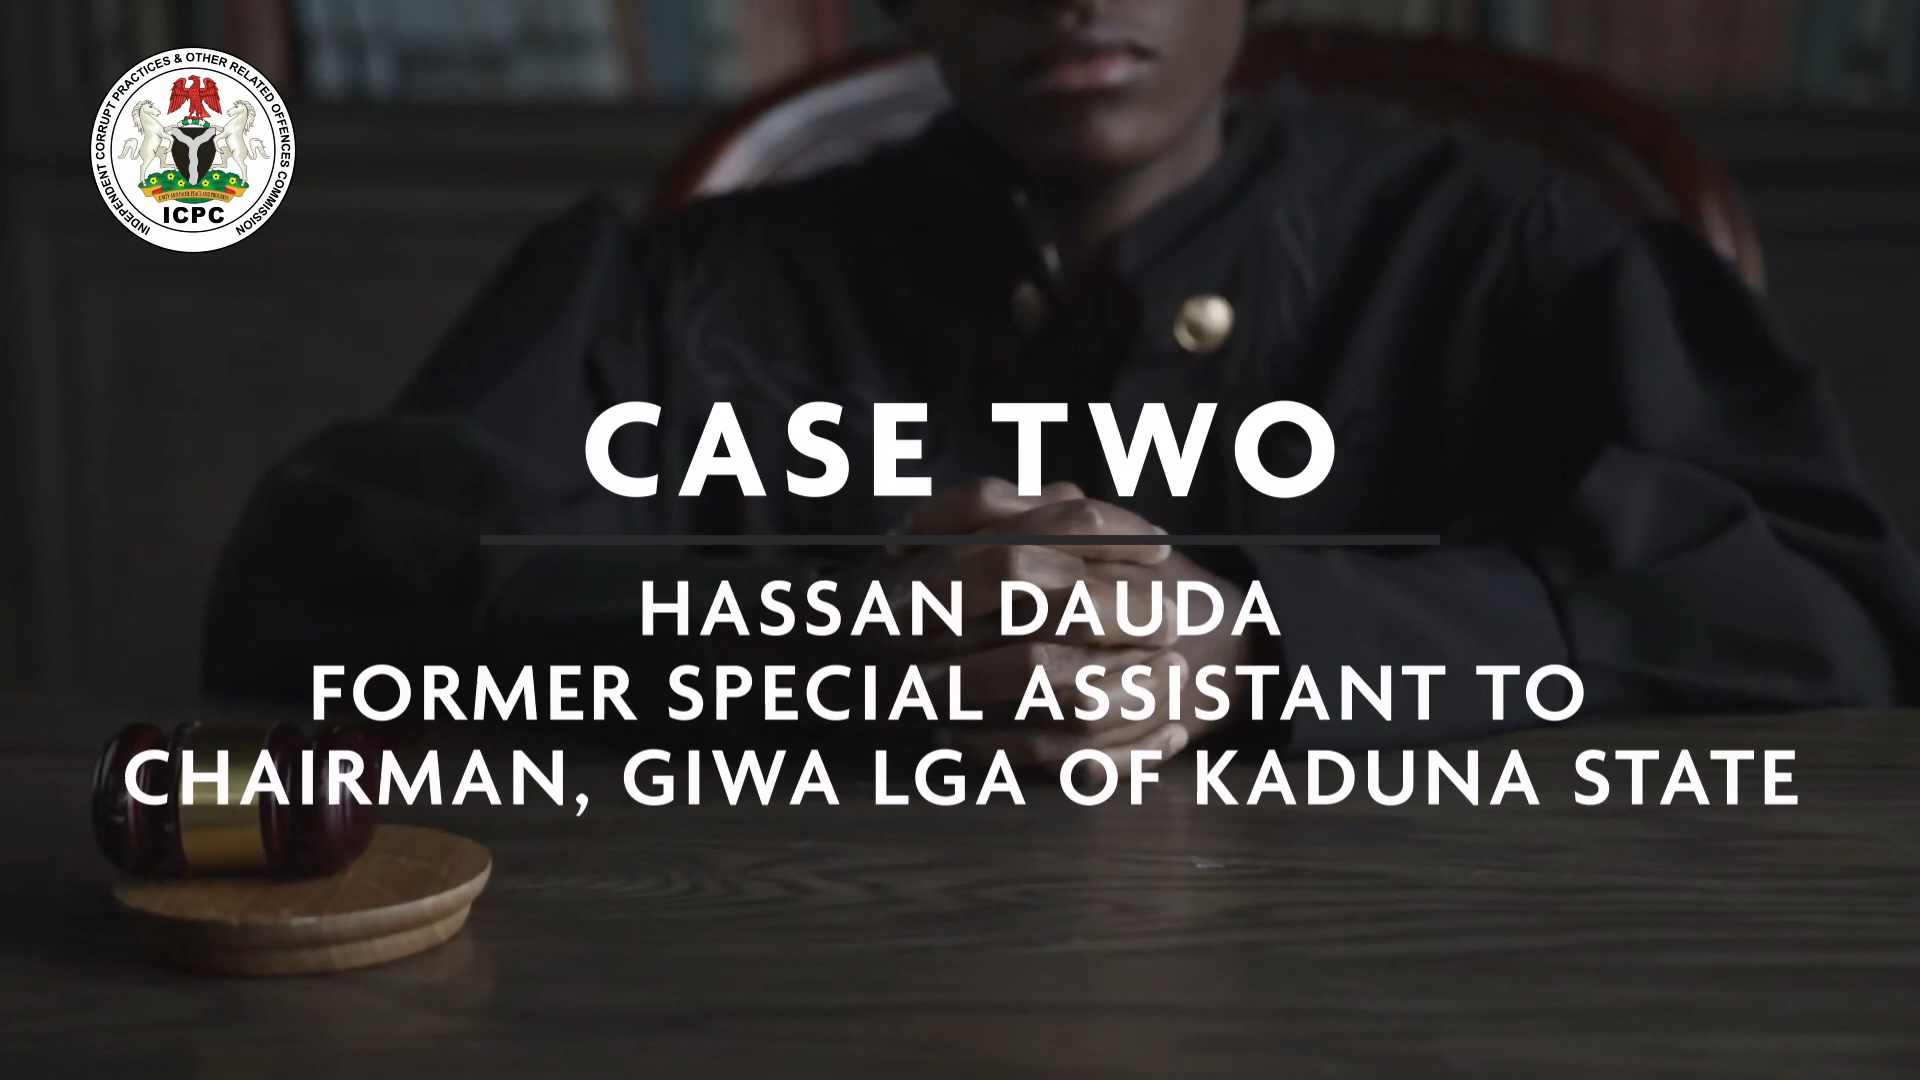 INDEPENDENT CORRUPT PRACTICES & OTHER RELATED OFFENCES COMMISSION
ICPC
CASE TWO
HASSAN DAUDA
FORMER SPECIAL ASSISTANT TO
CHAIRMAN, GIWA LGA OF KADUNA STATE